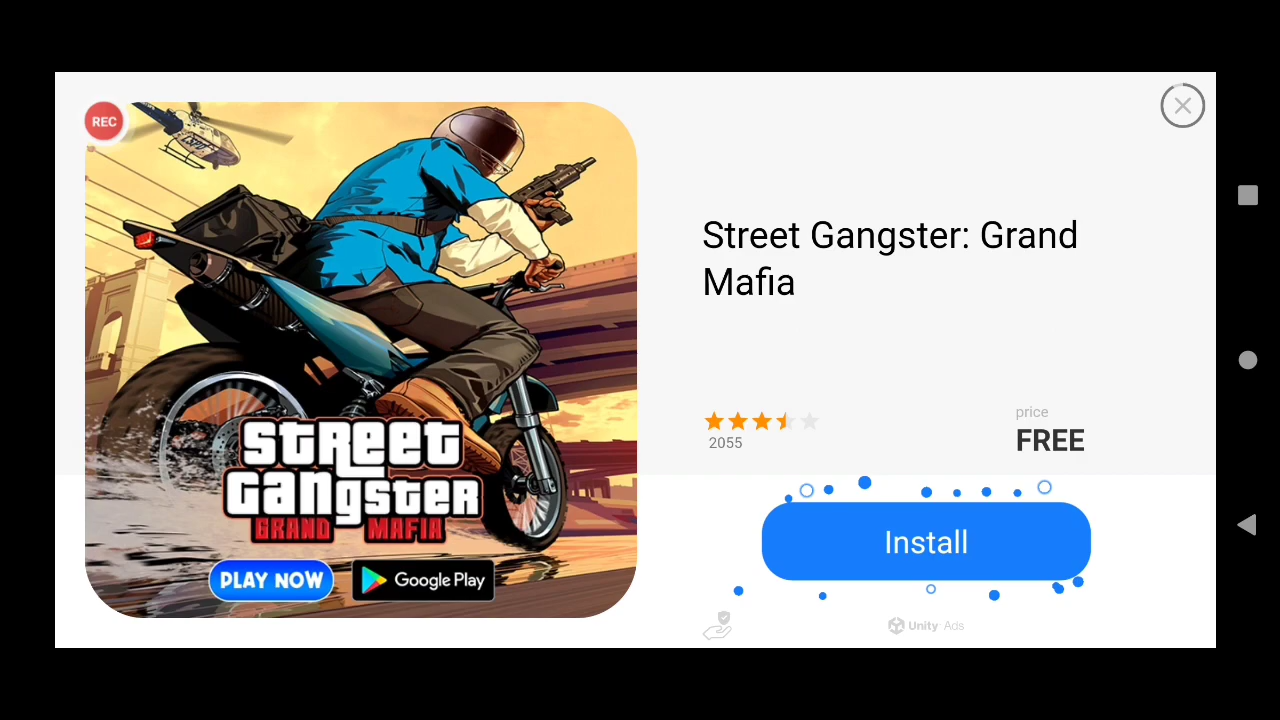 REC
LSPD
Street Gangster: Grand
Mafia
2055
price
FREE
STREET
GANGSTER
GRAND MAFIA
PLAY NOW
Google Play
Install
Unity Ads